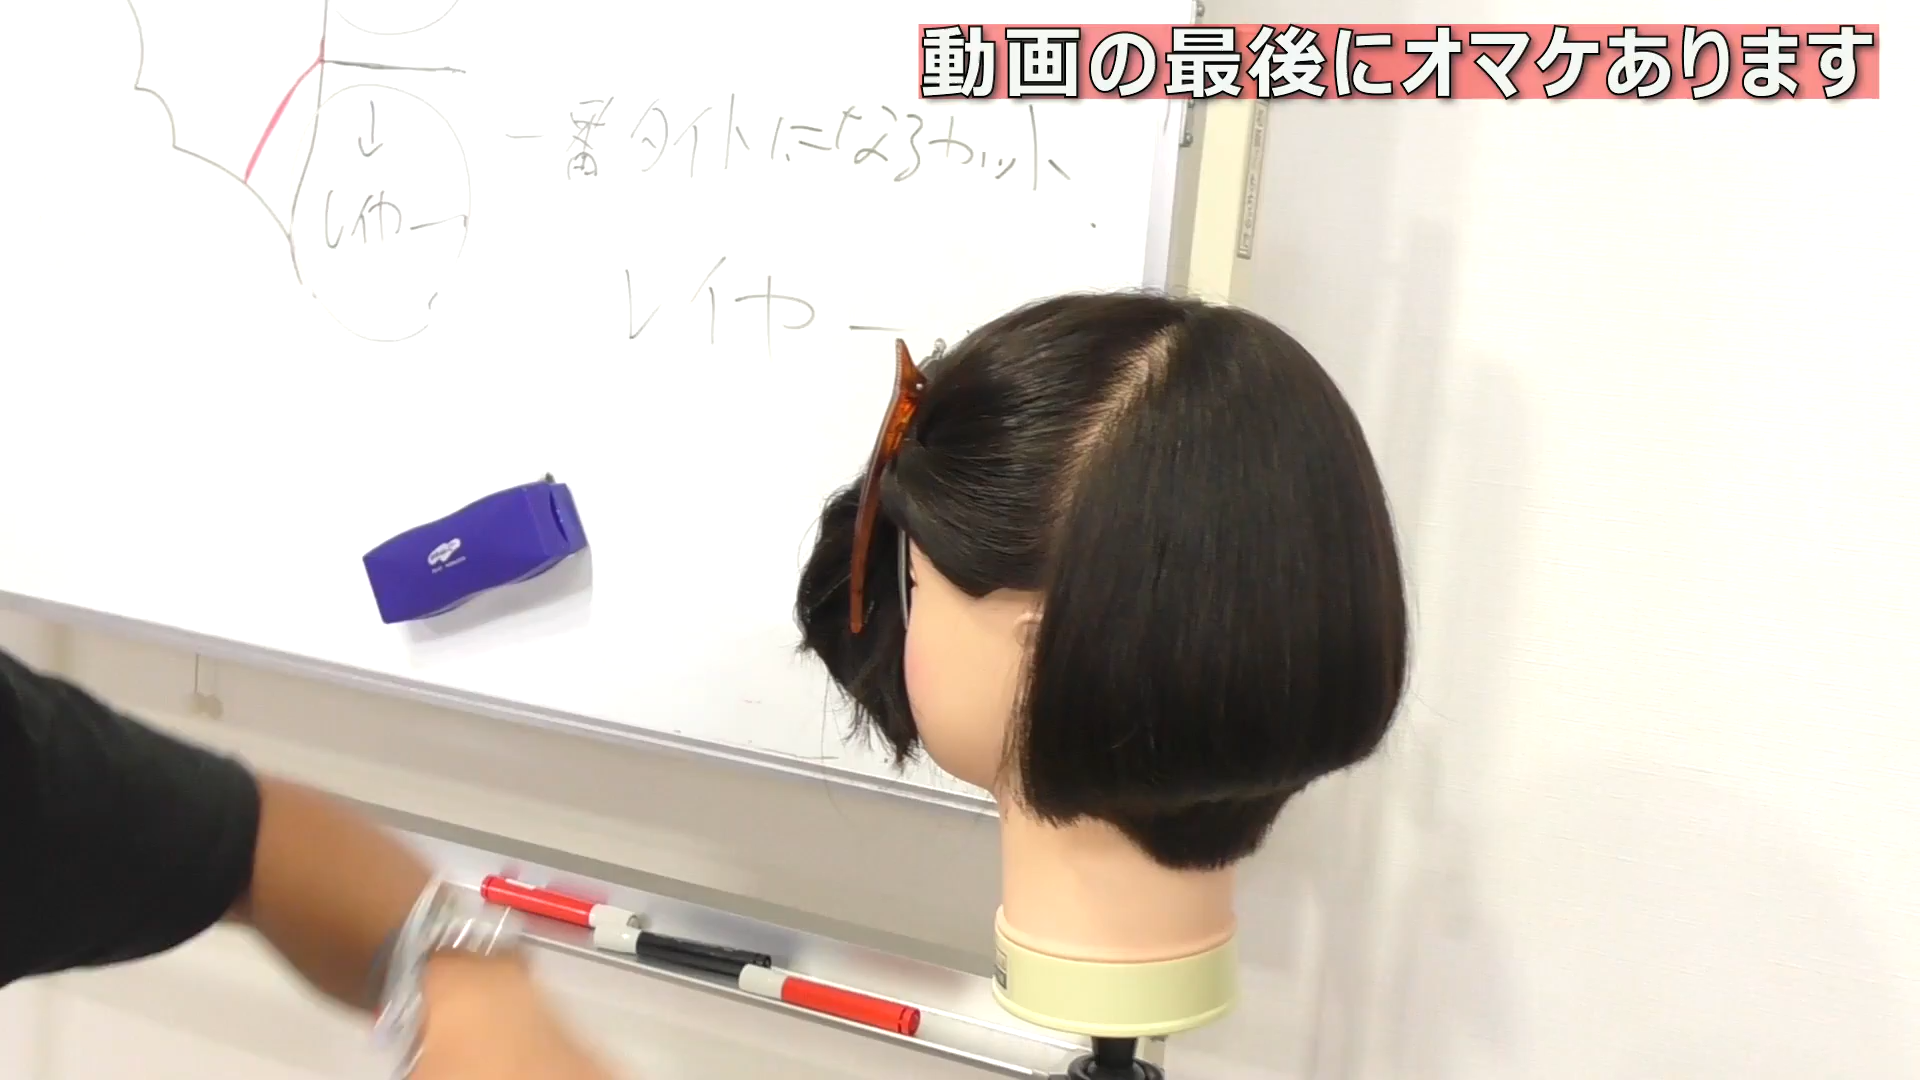 動画の最後にオマケあります
一番タイトになるカット
↓
レイヤー
レイヤー